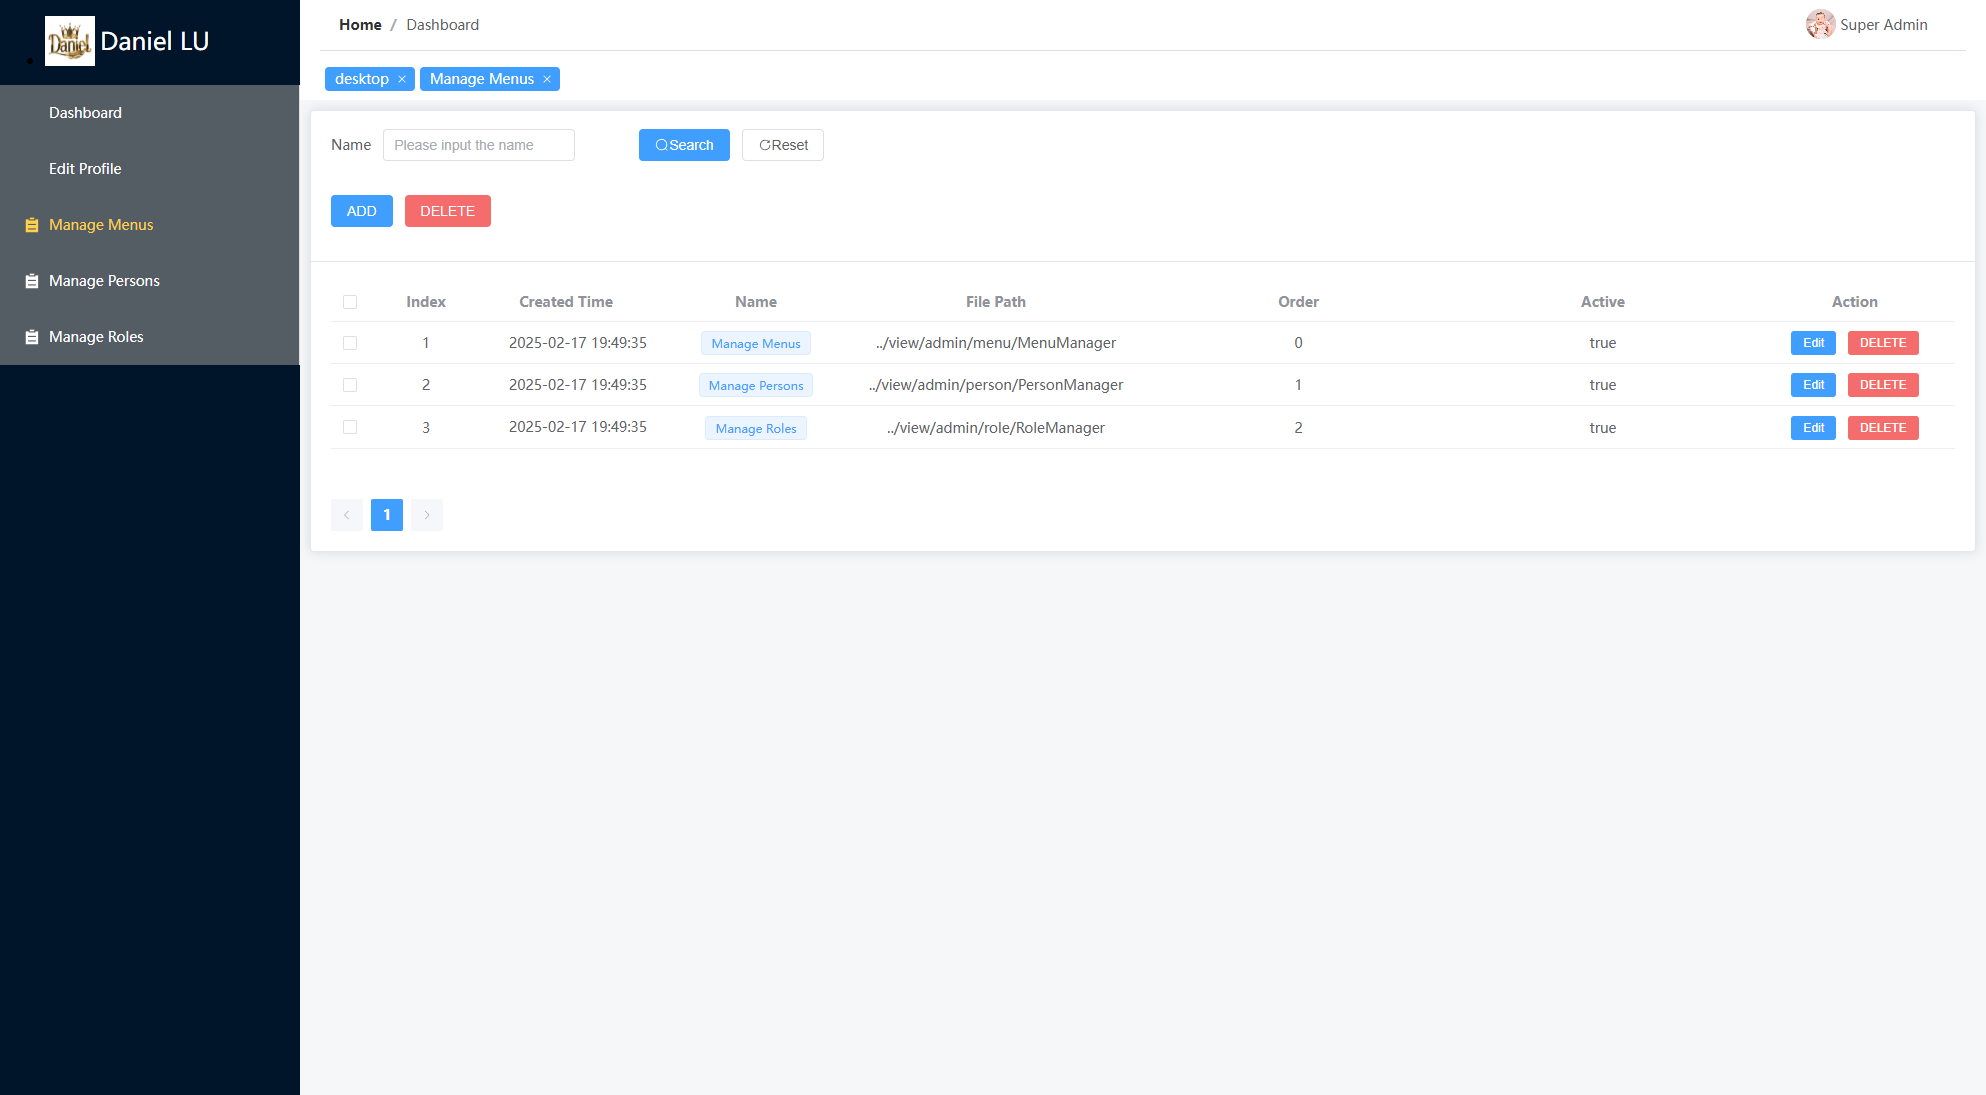 Daniel
Daniel LU
Home / Dashboard
Super Admin
desktop ×
Manage Menus ×
Dashboard
Edit Profile
Manage Menus
Manage Persons
Manage Roles
Name Please input the name Search Reset
ADD DELETE
Index Created Time Name File Path Order Active Action
1 2025-02-17 19:49:35 Manage Menus ../view/admin/menu/MenuManager 0 true Edit DELETE
2 2025-02-17 19:49:35 Manage Persons ../view/admin/person/PersonManager 1 true Edit DELETE
3 2025-02-17 19:49:35 Manage Roles ../view/admin/role/RoleManager 2 true Edit DELETE
< 1 >